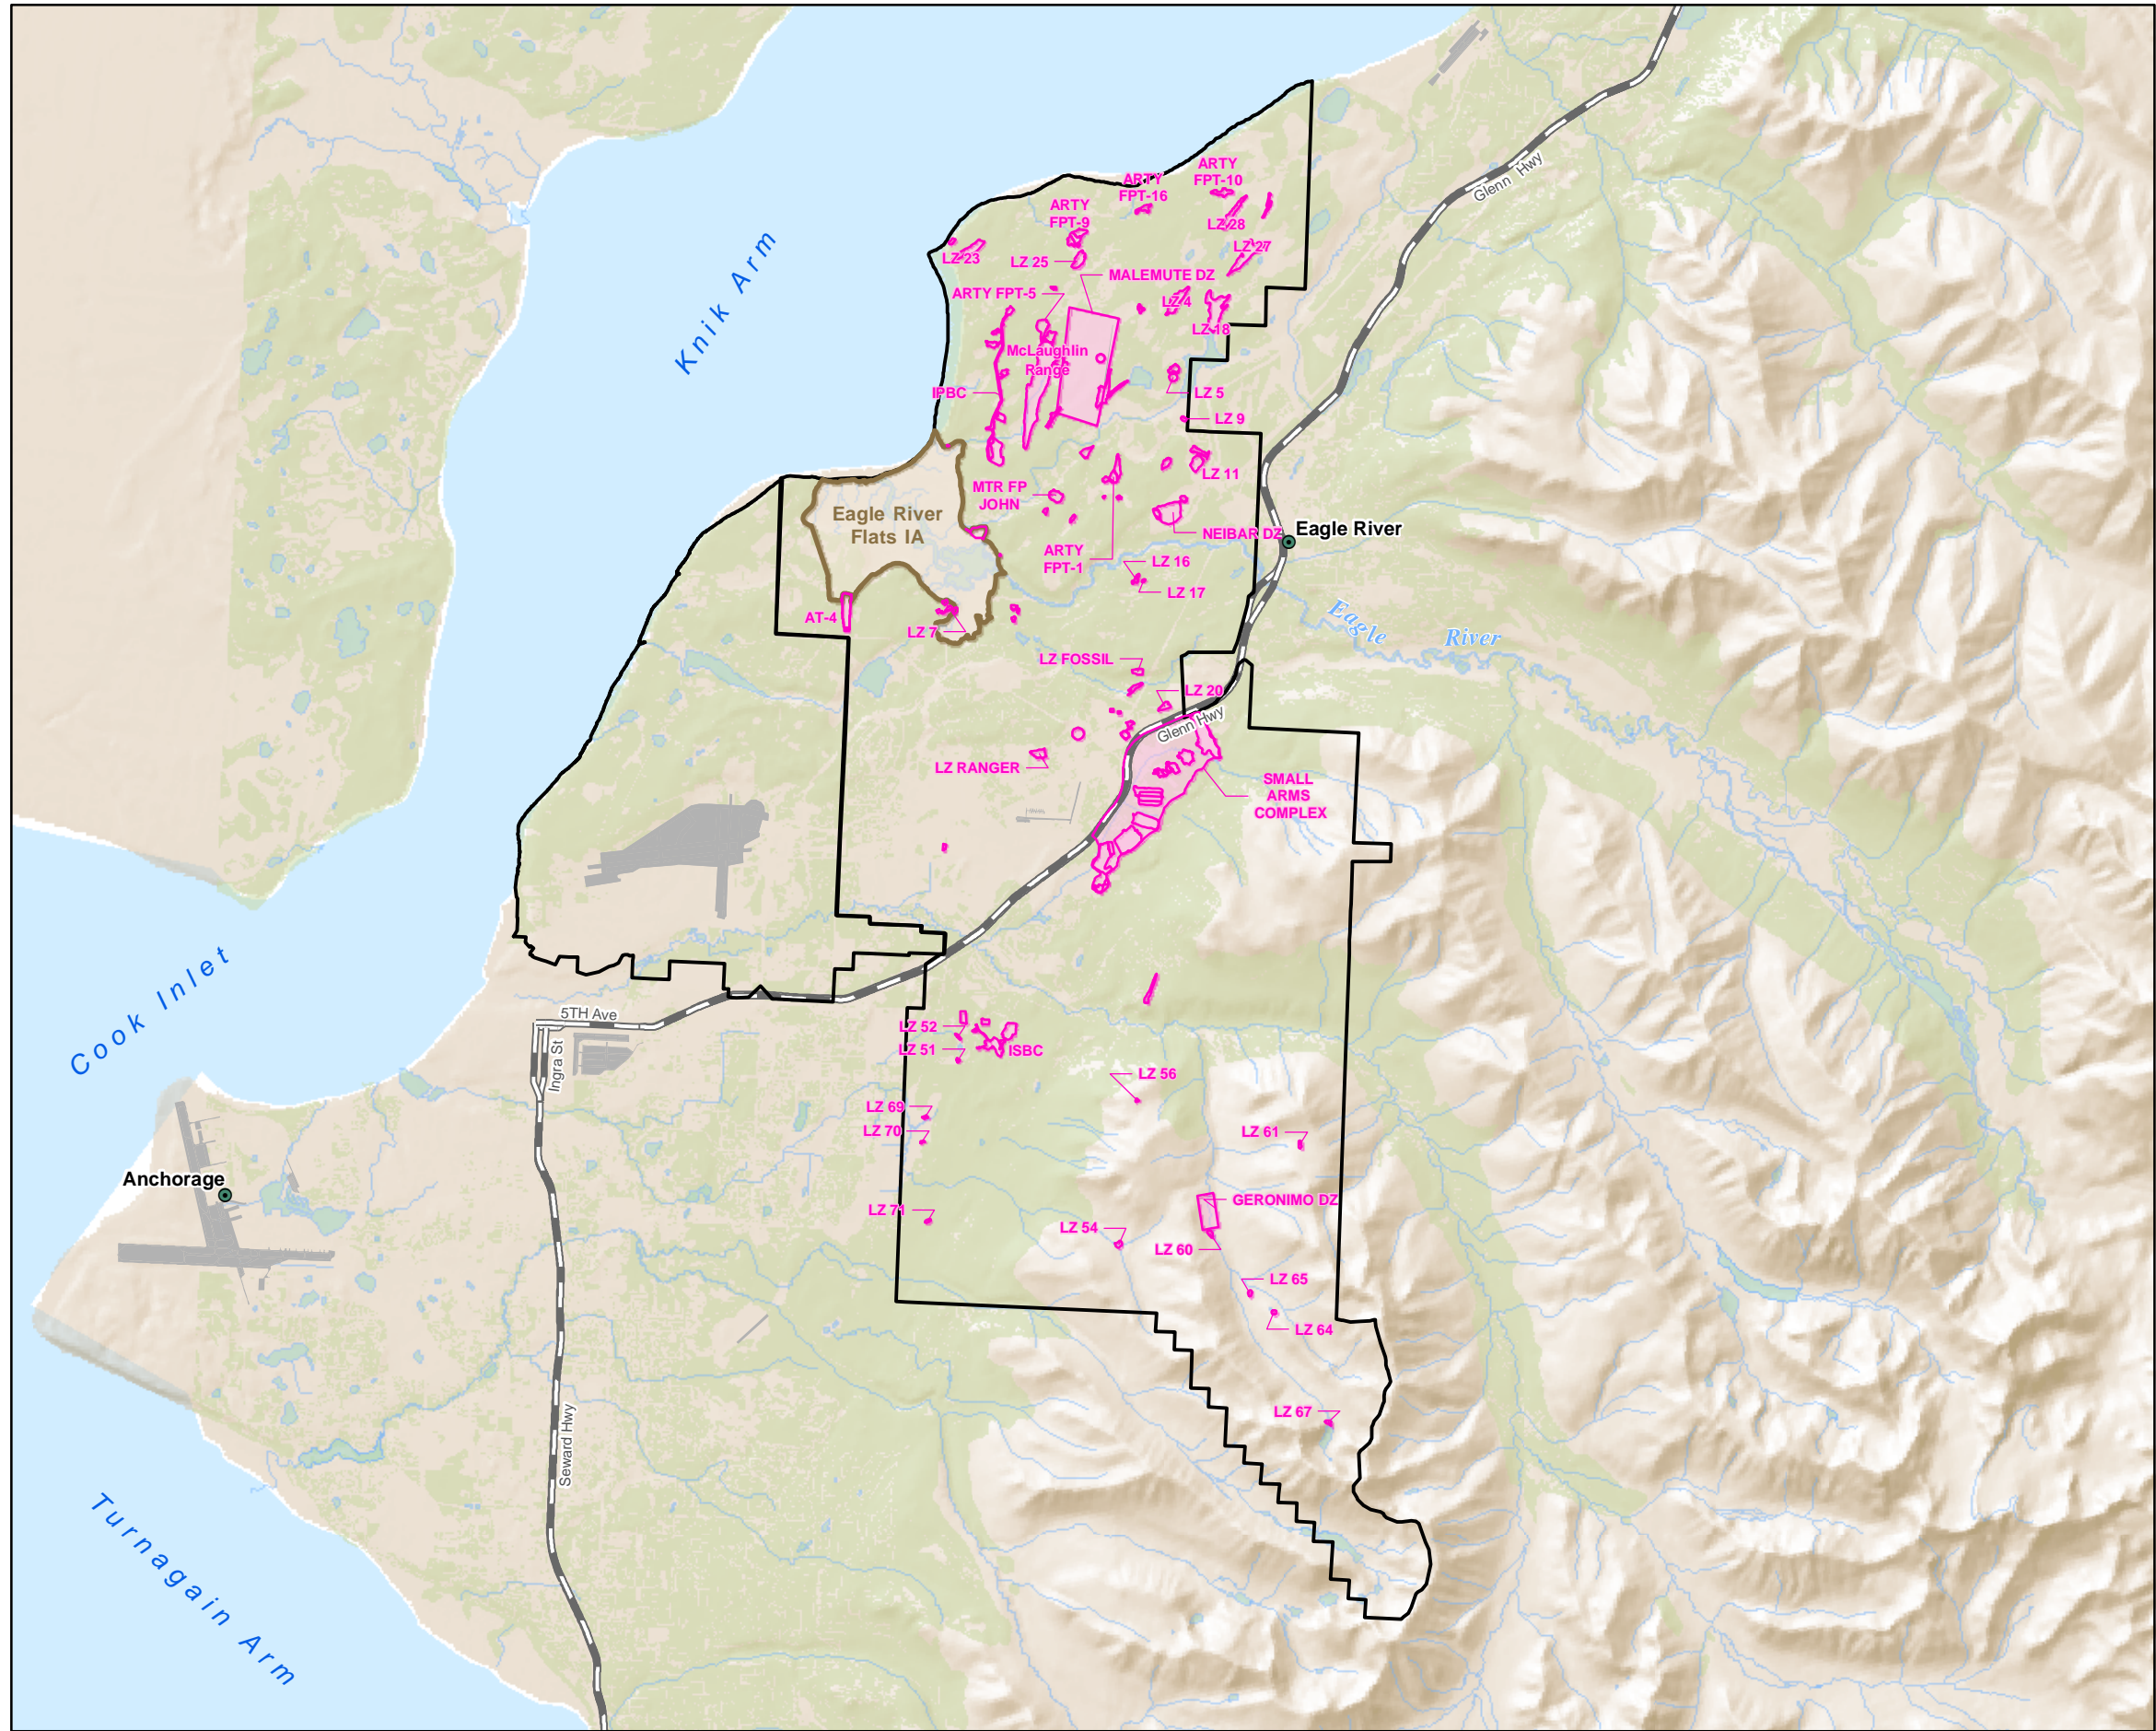 ARTY
FPT-10
ARTY
FPT-16
Glenn Hwy
ARTY
FPT-9
LZ 28
Knik Arm
LZ 27
LZ 23
LZ 25
MALEMUTE DZ
ARTY FPT-5
LZ 4
LZ 18
McLaughlin
Range
IPBC
LZ 5
LZ 9
LZ 11
MTR FP
JOHN
Eagle River
Flats IA
NEIBAR DZ
Eagle River
ARTY
FPT-1
LZ 16
LZ 17
AT-4
LZ 7
Eagle River
LZ FOSSIL
LZ 20
Glenn Hwy
LZ RANGER
SMALL
ARMS
COMPLEX
Cook Inlet
5TH Ave
Ingra St
LZ 52
LZ 51
ISBC
LZ 56
LZ 69
LZ 70
LZ 61
Anchorage
GERONIMO DZ
LZ 71
LZ 54
LZ 60
LZ 65
LZ 64
LZ 67
Seward Hwy
Turnagain Arm